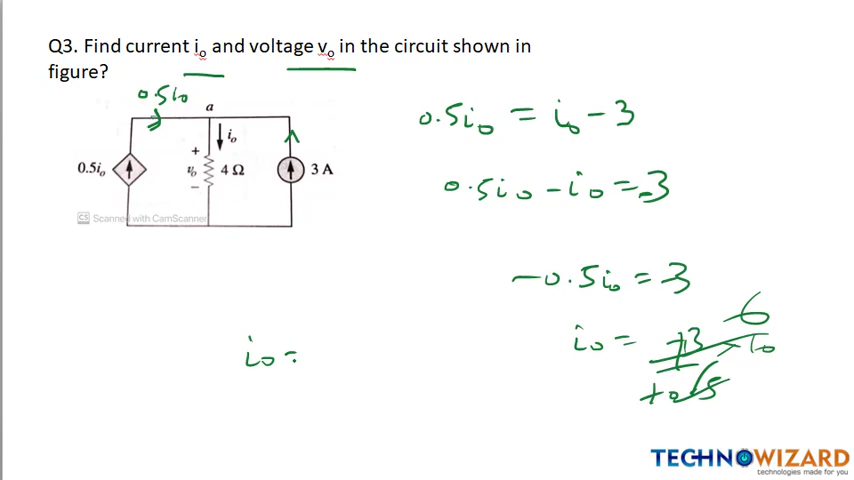 Q3. Find current io and voltage vo in the circuit shown in
figure?
0.5io
a
io
+
0.5io
vo
4 Ω
3 A
−
CS Scanned with CamScanner
0.5io = io - 3
0.5io - io = -3
-0.5io = 3
io =
6
io =
TECHNOWIZARD
technologies made for you